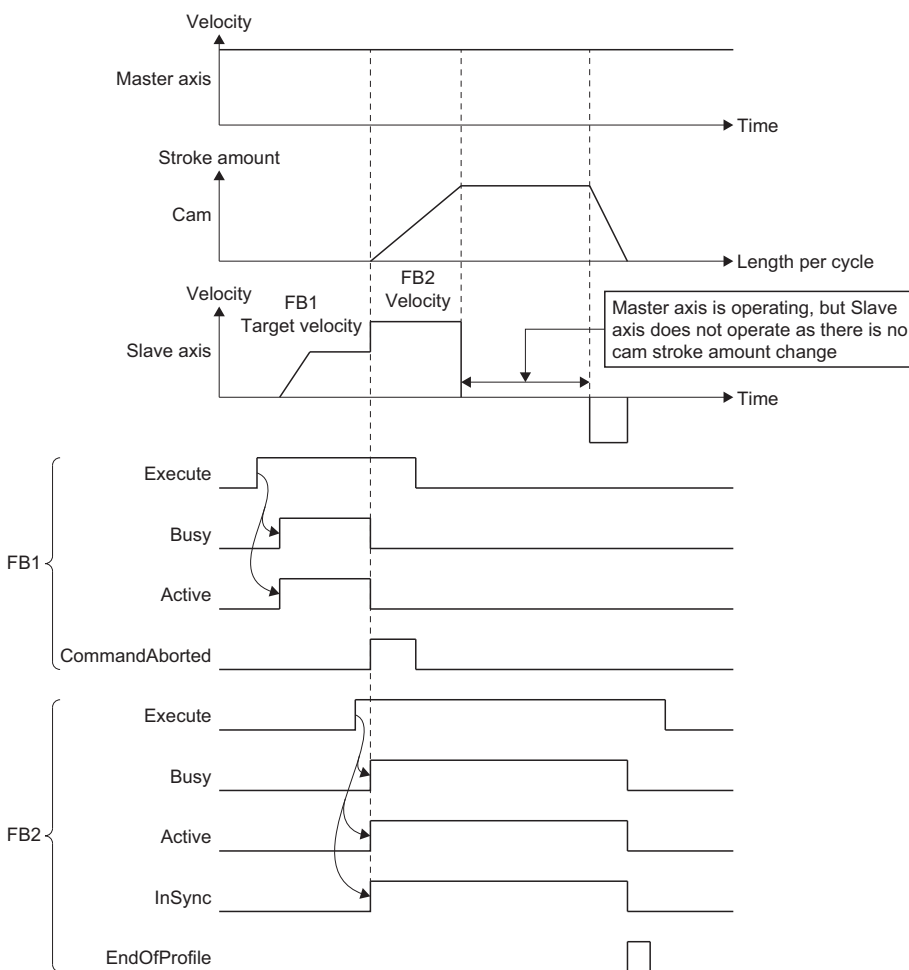 Velocity
Master axis
Time
Stroke amount
Cam
Length per cycle
Velocity
FB1
Target velocity
FB2
Velocity
Slave axis
Master axis is operating, but Slave
axis does not operate as there is no
cam stroke amount change
Time
FB1
Execute
Busy
Active
CommandAborted
FB2
Execute
Busy
Active
InSync
EndOfProfile